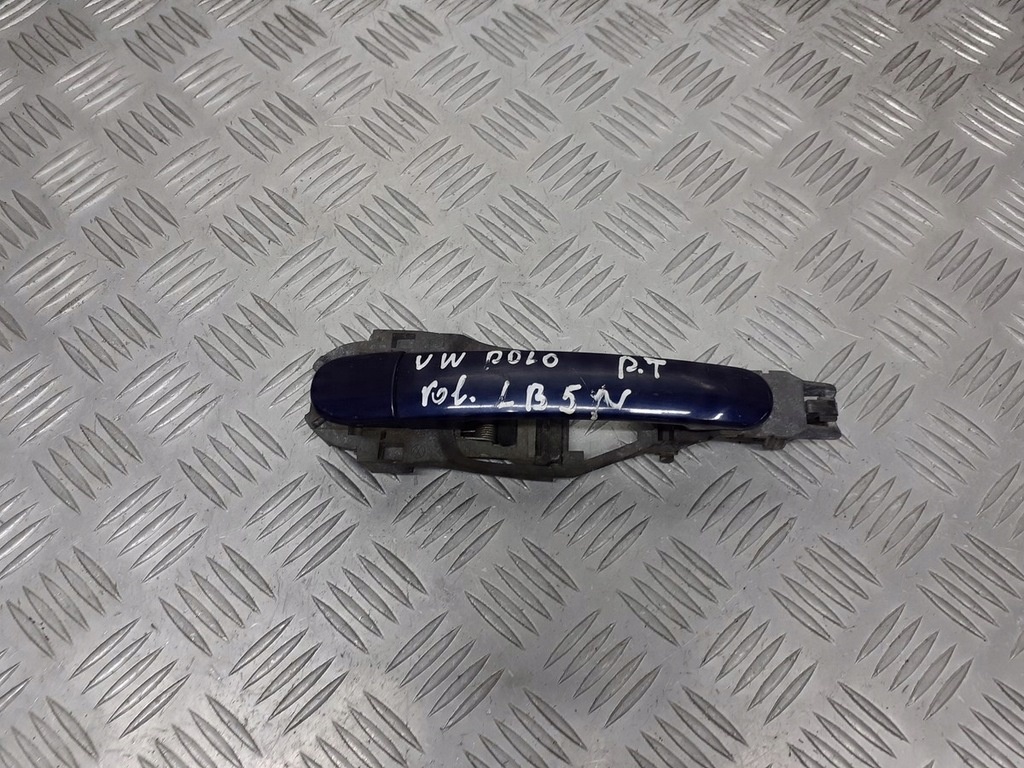 VW POLO P.T
kol. LB5N